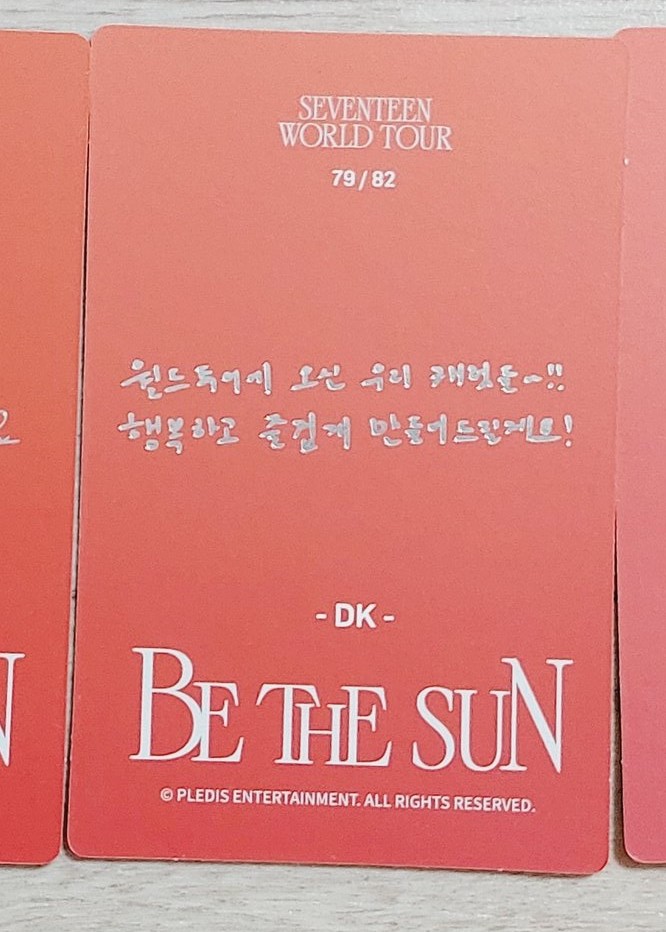 SEVENTEEN
WORLD TOUR
79 / 82
월드투어에 오신 우리 캐럿들~!!
행복하고 즐겁게 만들어드릴게요!
- DK -
BE THE SUN
© PLEDIS ENTERTAINMENT. ALL RIGHTS RESERVED.